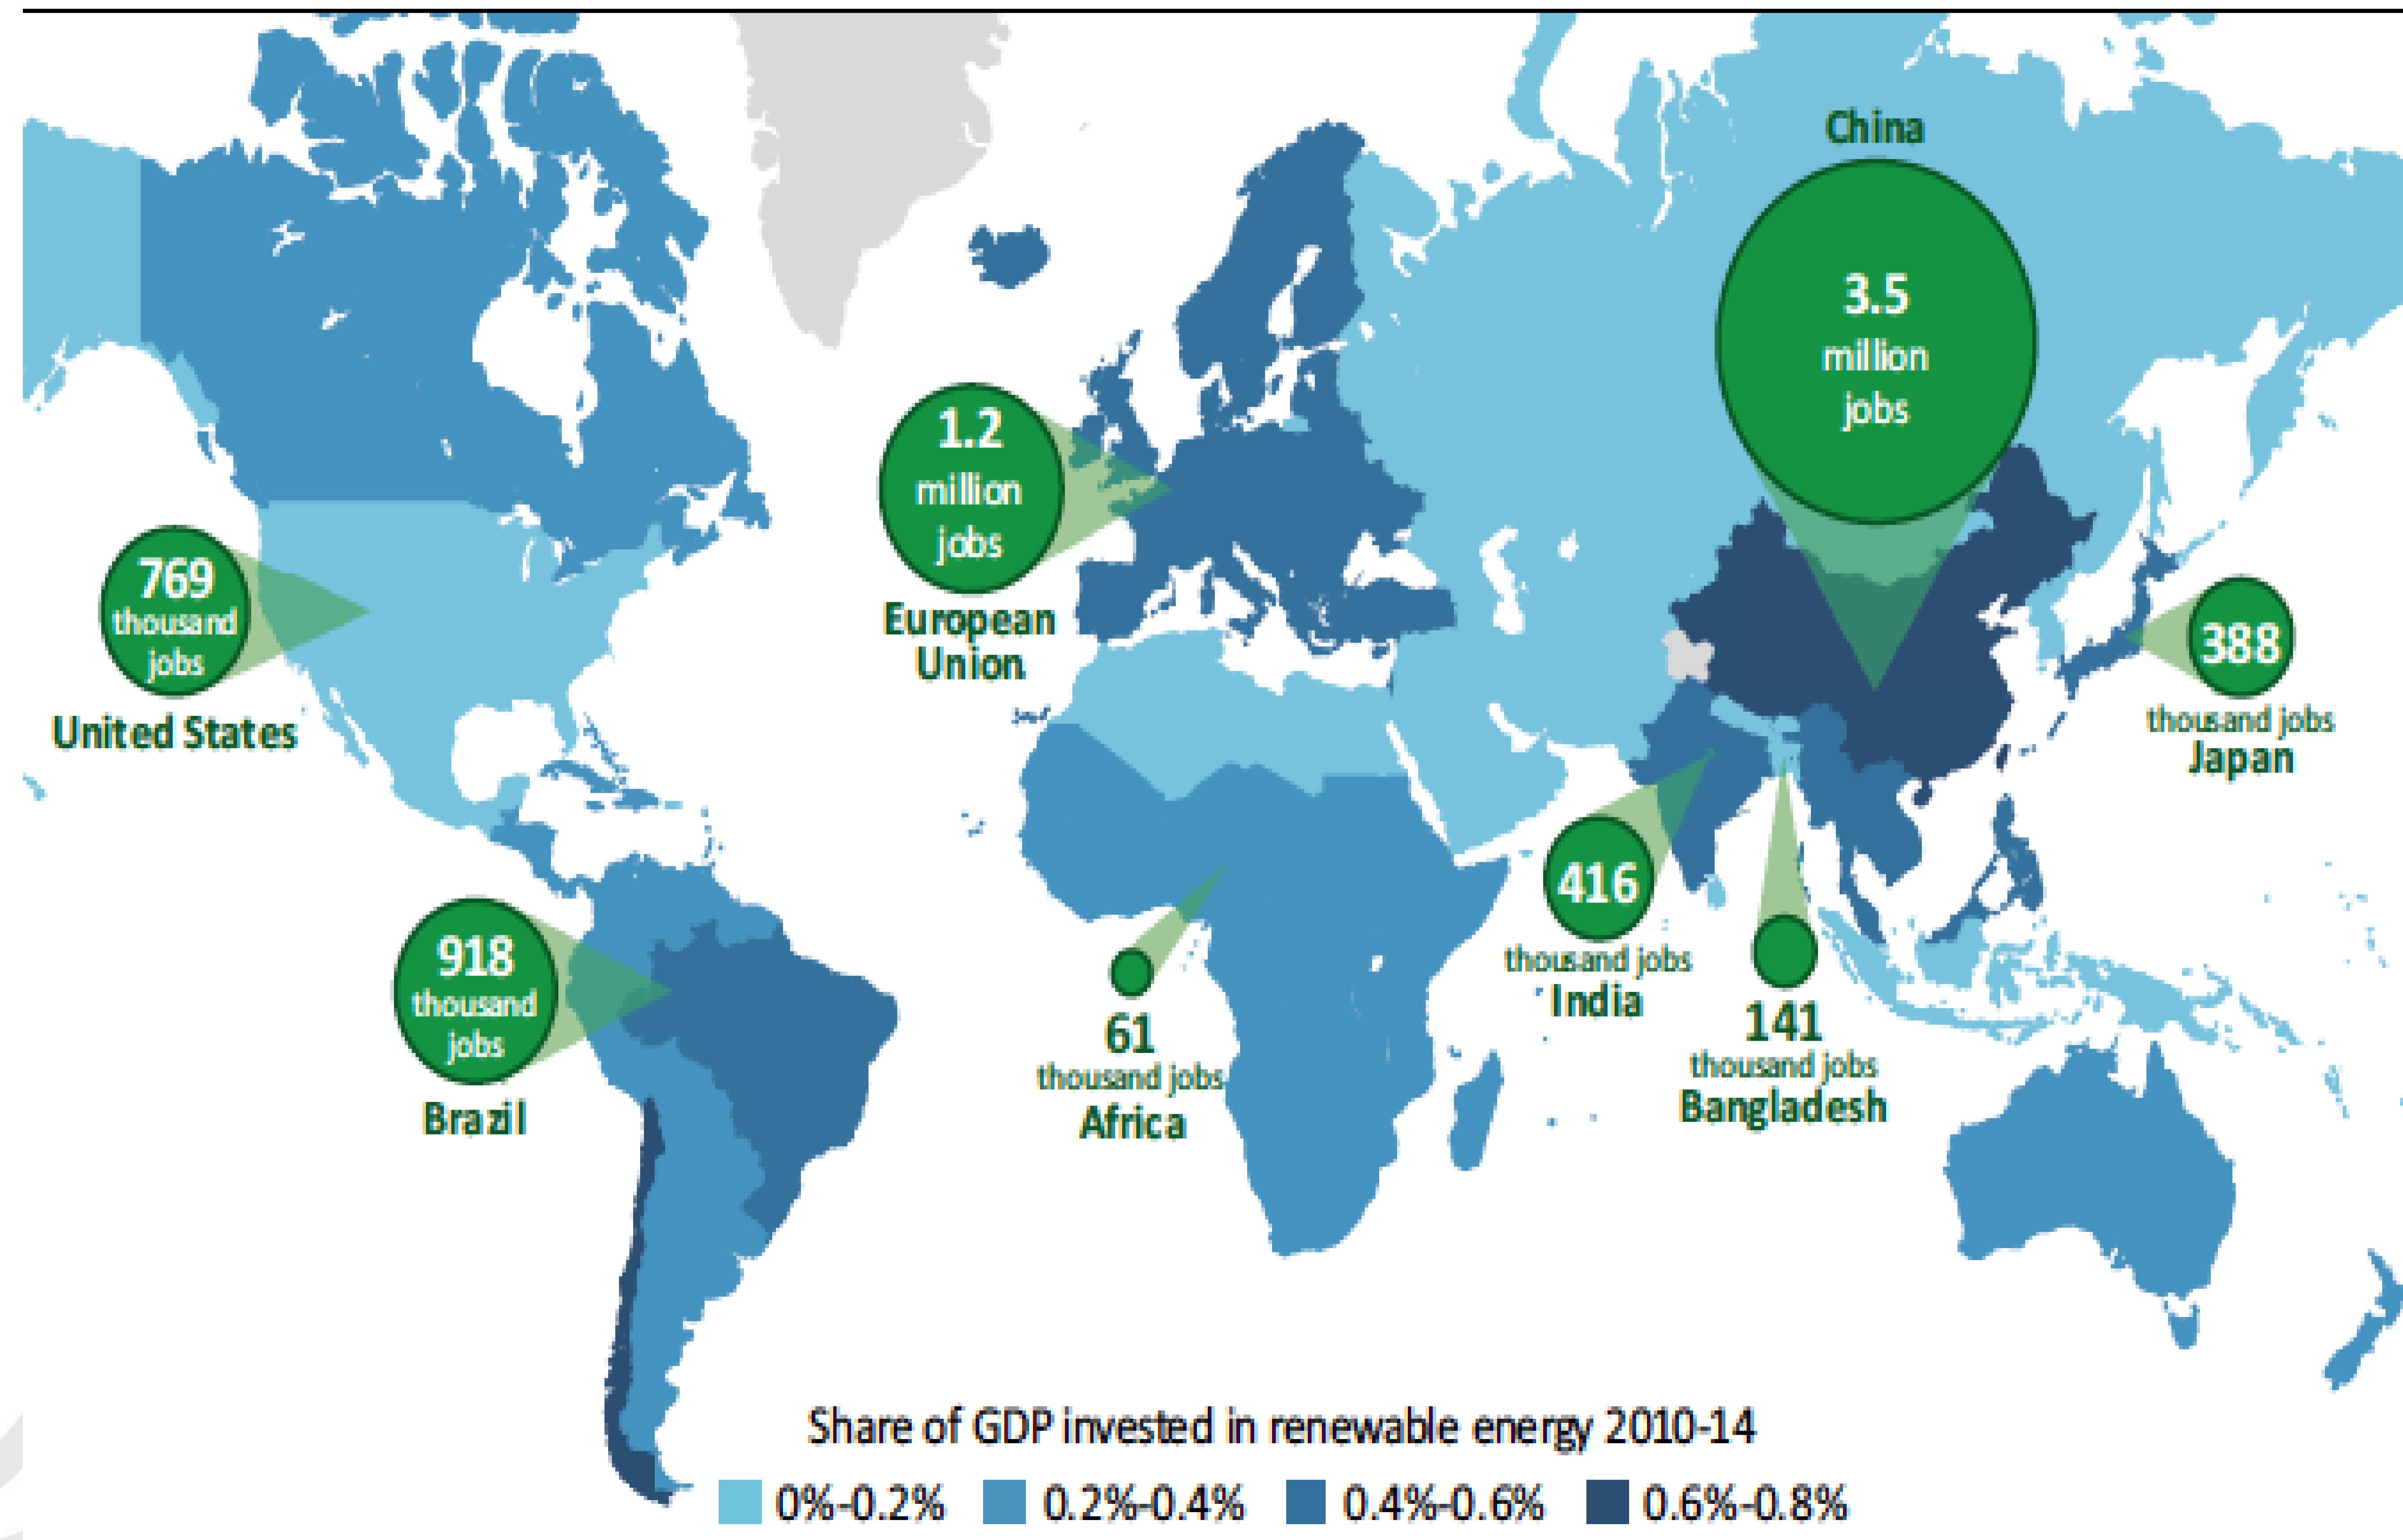 China
3.5
million
jobs
1.2
million
jobs
European
Union
769
thousand
jobs
United States
388
thousand jobs
Japan
416
thousand jobs
India
141
thousand jobs
Bangladesh
918
thousand
jobs
Brazil
61
thousand jobs
Africa
Share of GDP invested in renewable energy 2010-14
0%-0.2% 0.2%-0.4% 0.4%-0.6% 0.6%-0.8%